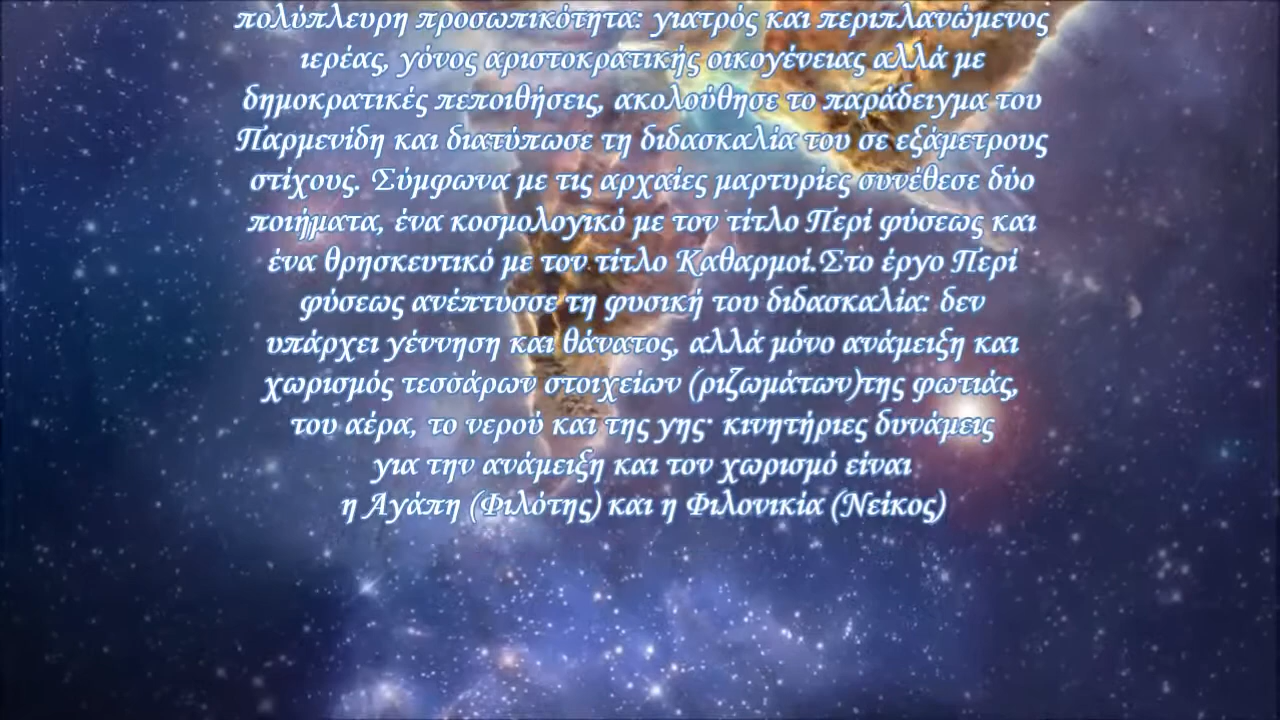 πολύπλευρη προσωπικότητα: γιατρός και περιπλανώμενος
ιερέας, γόνος αριστοκρατικής οικογένειας αλλά με
δημοκρατικές πεποιθήσεις, ακολούθησε το παράδειγμα του
Παρμενίδη και διατύπωσε τη διδασκαλία του σε εξάμετρους
στίχους. Σύμφωνα με τις αρχαίες μαρτυρίες συνέθεσε δύο
ποιήματα, ένα κοσμολογικό με τον τίτλο Περί φύσεως και
ένα θρησκευτικό με τον τίτλο Καθαρμοί.Στο έργο Περί
φύσεως ανέπτυσσε τη φυσική του διδασκαλία: δεν
υπάρχει γέννηση και θάνατος, αλλά μόνο ανάμειξη και
χωρισμός τεσσάρων στοιχείων (ριζωμάτων)της φωτιάς,
του αέρα, το νερού και της γης· κινητήριες δυνάμεις
για την ανάμειξη και τον χωρισμό είναι
η Αγάπη (Φιλότης) και η Φιλονικία (Νείκος)